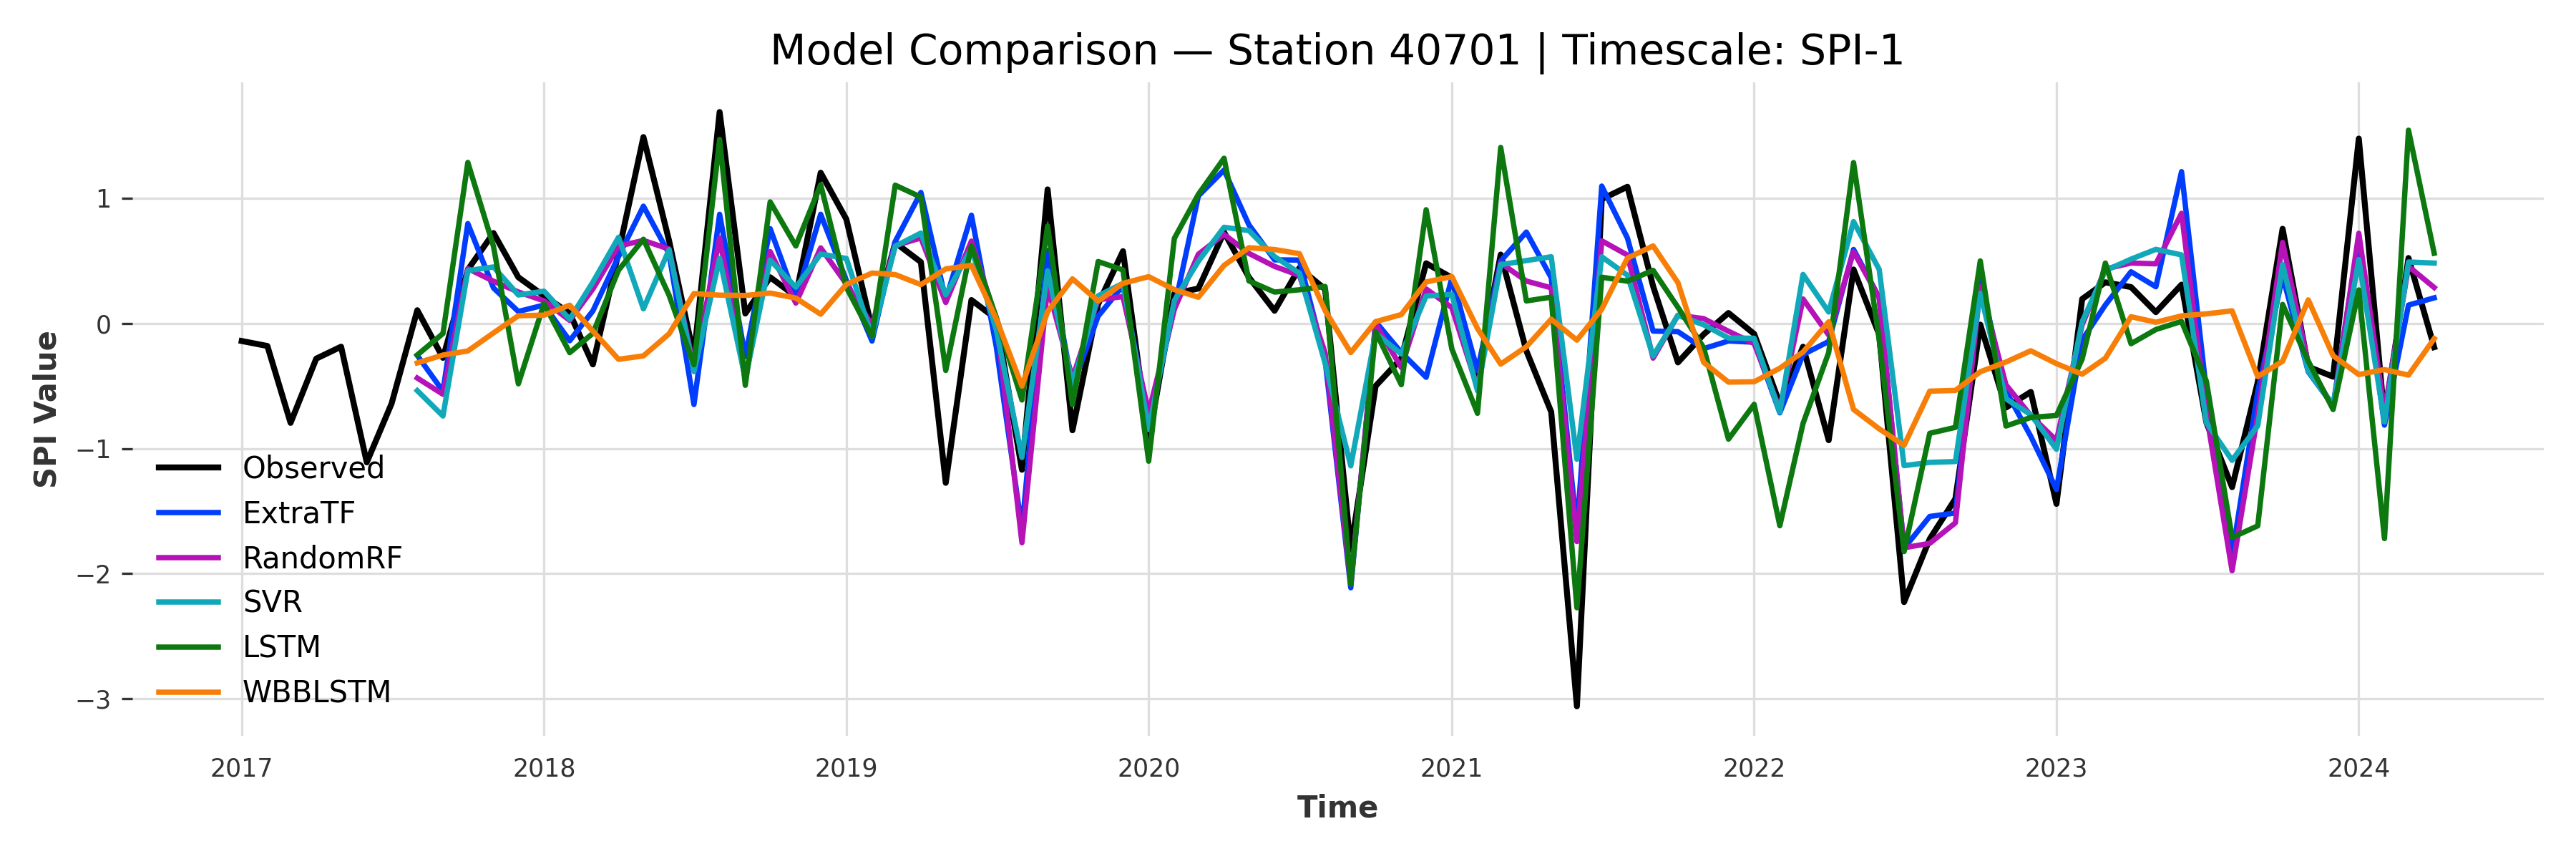 Model Comparison — Station 40701 | Timescale: SPI-1
SPI Value
1
0
−1
−2
−3
Observed
ExtraTF
RandomRF
SVR
LSTM
WBBLSTM
2017
2018
2019
2020
2021
2022
2023
2024
Time